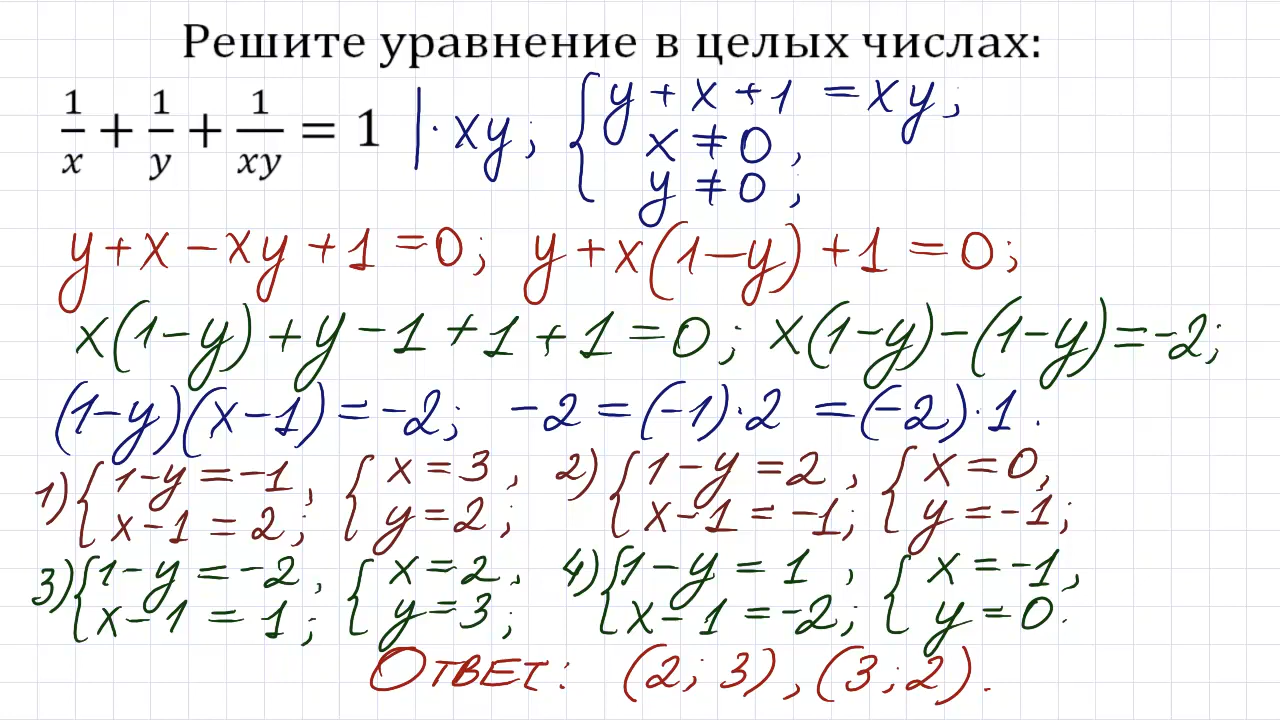 Решите уравнение в целых числах:
1/x + 1/y + 1/xy = 1 | · xy; { y + x + 1 = xy, x ≠ 0, y ≠ 0;
y + x − xy + 1 = 0; y + x(1−y) + 1 = 0;
x(1−y) + y − 1 + 1 + 1 = 0; x(1−y) − (1−y) = −2;
(1−y)(x−1) = −2; −2 = (−1)·2 = (−2)·1.
1) { 1−y = −1, x−1 = 2; { x = 3, y = 2; 2) { 1−y = 2, x−1 = −1; { x = 0, y = −1;
3) { 1−y = −2, x−1 = 1; { x = 2, y = 3; 4) { 1−y = 1, x−1 = −2; { x = −1, y = 0.
Ответ: (2; 3), (3; 2).